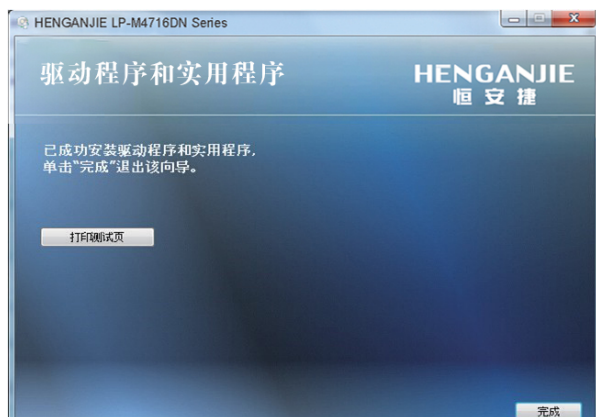 HENGANJIE LP-M4716DN Series
驱动程序和实用程序
HENGANJIE
恒安捷
已成功安装驱动程序和实用程序,
单击“完成”退出该向导。
打印测试页
完成